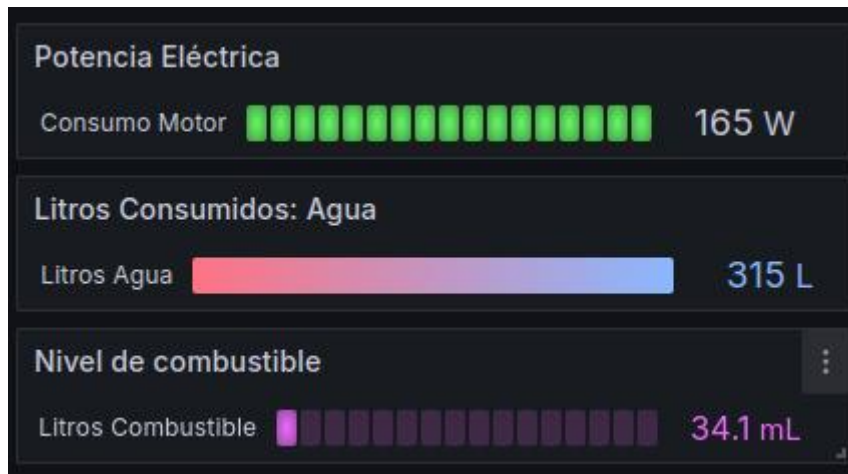 Potencia Eléctrica
Consumo Motor 165 W
Litros Consumidos: Agua
Litros Agua 315 L
Nivel de combustible
Litros Combustible 34.1 mL